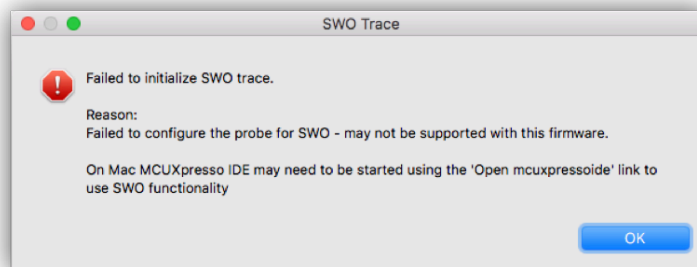 SWO Trace
Failed to initialize SWO trace.
Reason:
Failed to configure the probe for SWO - may not be supported with this firmware.
On Mac MCUXpresso IDE may need to be started using the 'Open mcuxpressoide' link to
use SWO functionality
OK